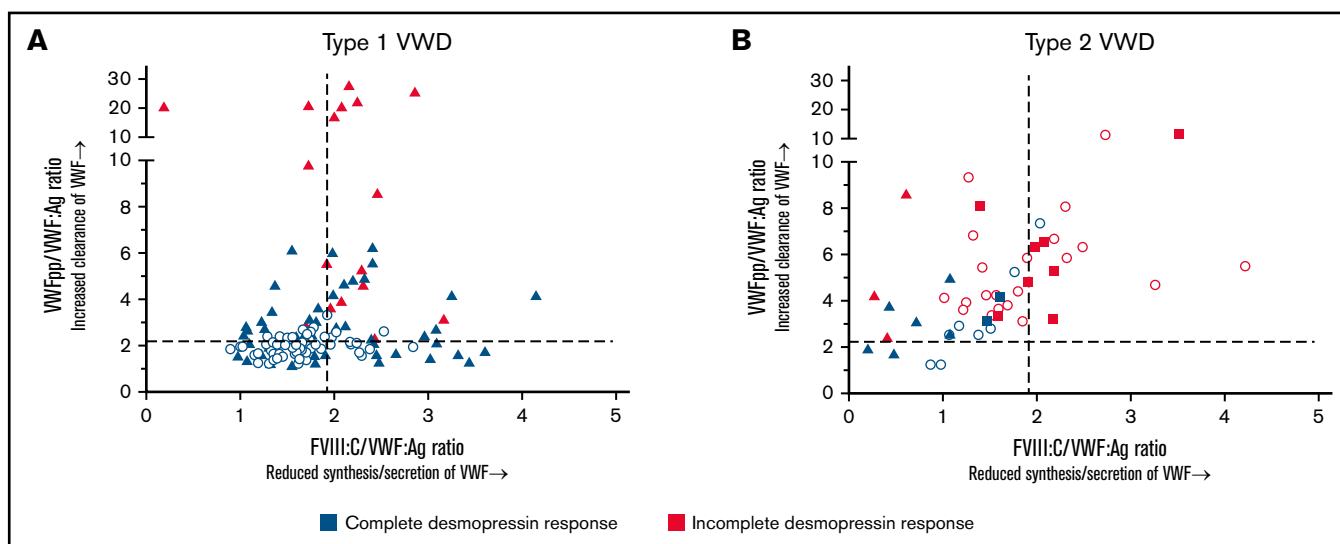 A
Type 1 VWD
VWFpp/VWF:Ag ratio
Increased clearance of VWF→
30
20
10
10
8
6
4
2
0
0 1 2 3 4 5
FVIII:C/VWF:Ag ratio
Reduced synthesis/secretion of VWF→
B
Type 2 VWD
VWFpp/VWF:Ag ratio
Increased clearance of VWF→
30
20
10
10
8
6
4
2
0
0 1 2 3 4 5
FVIII:C/VWF:Ag ratio
Reduced synthesis/secretion of VWF→
Complete desmopressin response
Incomplete desmopressin response